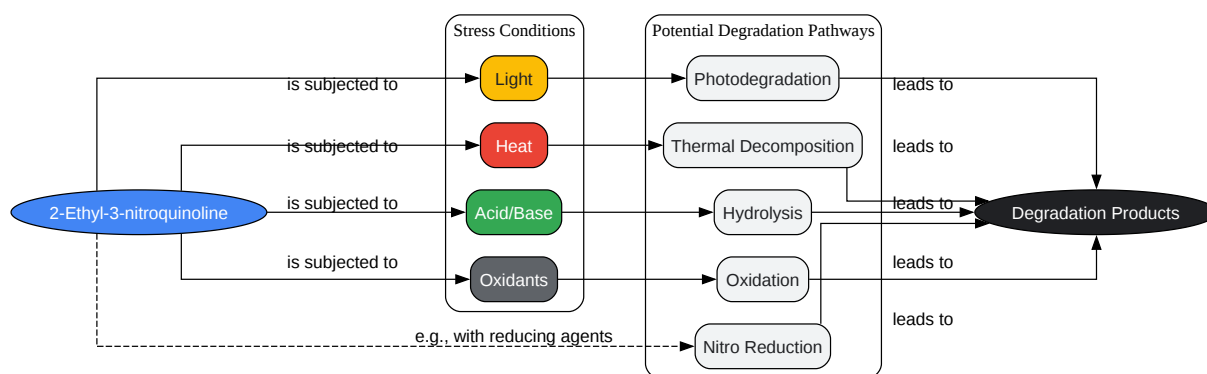 Stress Conditions
Potential Degradation Pathways
is subjected to
Light
Photodegradation
leads to
is subjected to
Heat
Thermal Decomposition
leads to
2-Ethyl-3-nitroquinoline
is subjected to
Acid/Base
Hydrolysis
leads to
Degradation Products
is subjected to
Oxidants
Oxidation
leads to
e.g., with reducing agents
Nitro Reduction
leads to